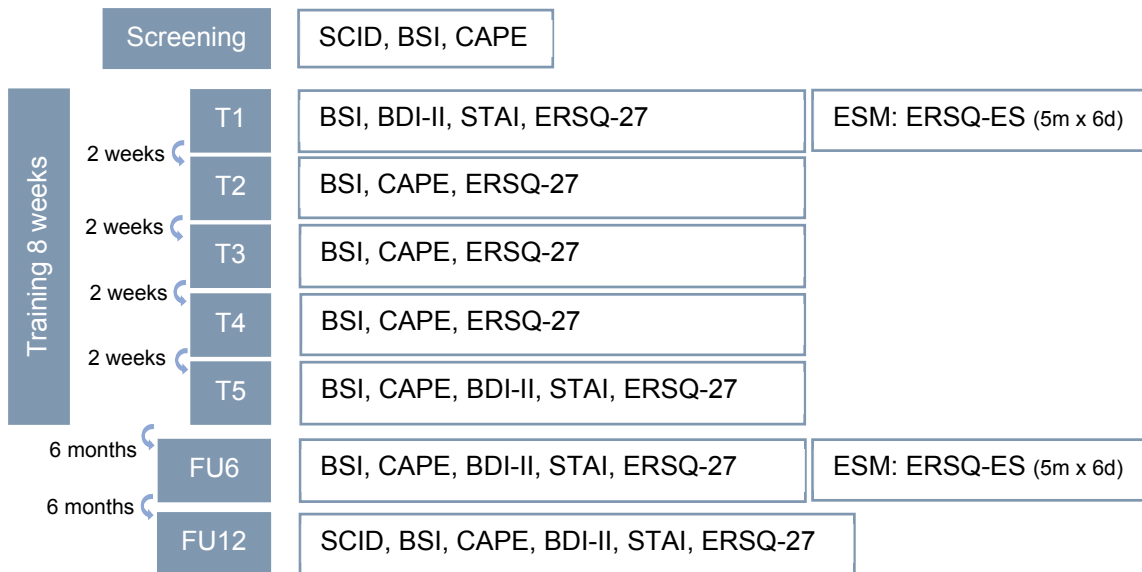 Screening
SCID, BSI, CAPE
Training 8 weeks
T1
BSI, BDI-II, STAI, ERSQ-27
ESM: ERSQ-ES (5m x 6d)
2 weeks
T2
BSI, CAPE, ERSQ-27
2 weeks
T3
BSI, CAPE, ERSQ-27
2 weeks
T4
BSI, CAPE, ERSQ-27
2 weeks
T5
BSI, CAPE, BDI-II, STAI, ERSQ-27
6 months
FU6
BSI, CAPE, BDI-II, STAI, ERSQ-27
ESM: ERSQ-ES (5m x 6d)
6 months
FU12
SCID, BSI, CAPE, BDI-II, STAI, ERSQ-27